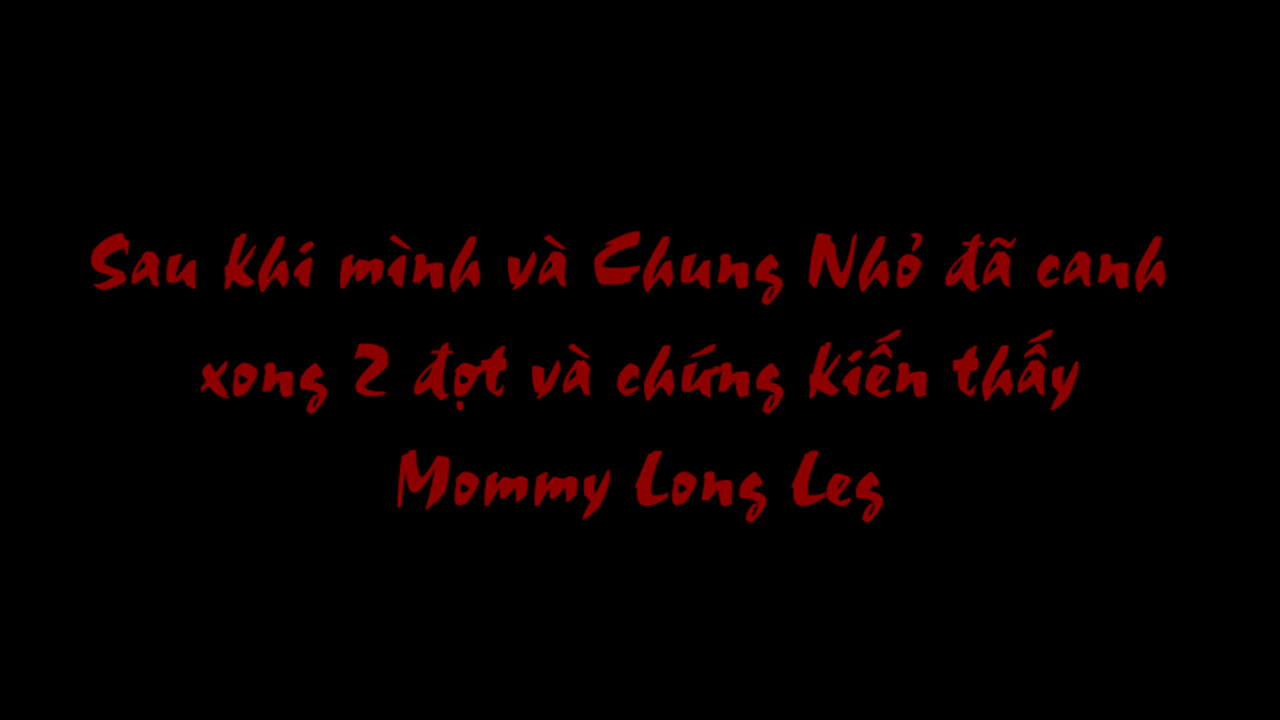 Sau khi mình và Chung Nhỏ đã canh
xong 2 đợt và chứng kiến thấy
Mommy Long Leg